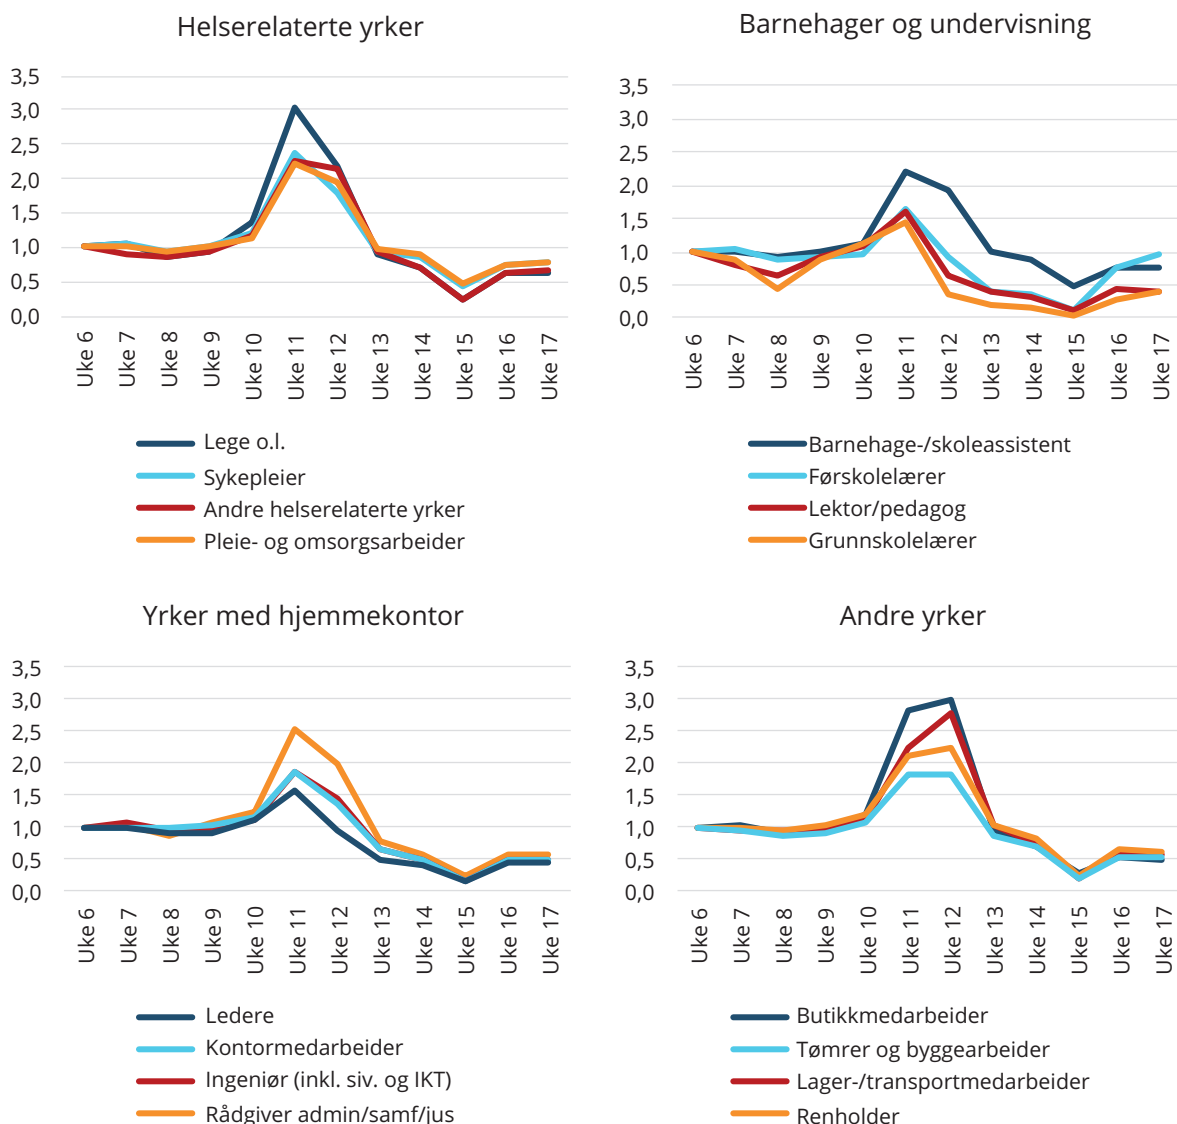 Helserelaterte yrker
3,5
3,0
2,5
2,0
1,5
1,0
0,5
0,0
Uke 6
Uke 7
Uke 8
Uke 9
Uke 10
Uke 11
Uke 12
Uke 13
Uke 14
Uke 15
Uke 16
Uke 17
Lege o.l.
Sykepleier
Andre helserelaterte yrker
Pleie- og omsorgsarbeider
Barnehager og undervisning
3,5
3,0
2,5
2,0
1,5
1,0
0,5
0,0
Uke 6
Uke 7
Uke 8
Uke 9
Uke 10
Uke 11
Uke 12
Uke 13
Uke 14
Uke 15
Uke 16
Uke 17
Barnehage-/skoleassistent
Førskolelærer
Lektor/pedagog
Grunnskolelærer
Yrker med hjemmekontor
3,5
3,0
2,5
2,0
1,5
1,0
0,5
0,0
Uke 6
Uke 7
Uke 8
Uke 9
Uke 10
Uke 11
Uke 12
Uke 13
Uke 14
Uke 15
Uke 16
Uke 17
Ledere
Kontormedarbeider
Ingeniør (inkl. siv. og IKT)
Rådgiver admin/samf/jus
Andre yrker
3,5
3,0
2,5
2,0
1,5
1,0
0,5
0,0
Uke 6
Uke 7
Uke 8
Uke 9
Uke 10
Uke 11
Uke 12
Uke 13
Uke 14
Uke 15
Uke 16
Uke 17
Butikkmedarbeider
Tømrer og byggearbeider
Lager-/transportmedarbeider
Renholder